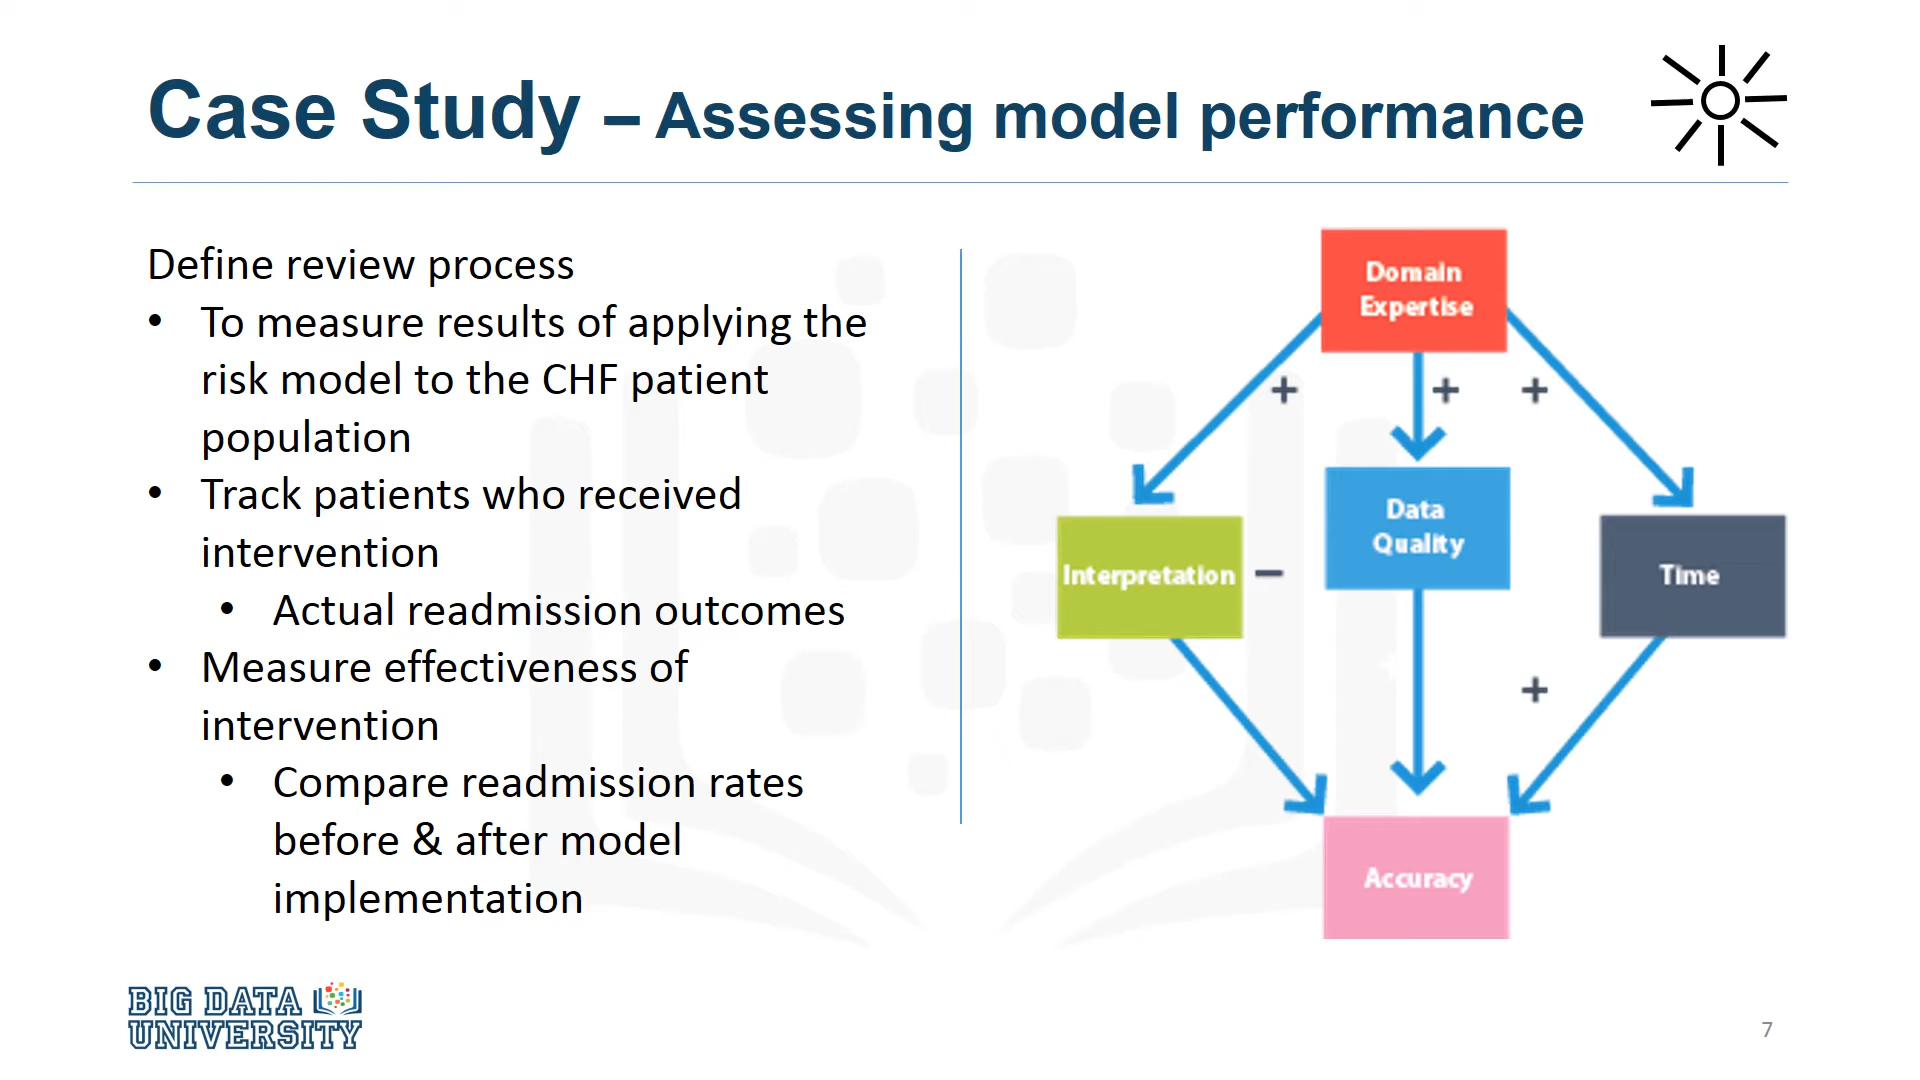 Case Study – Assessing model performance
Define review process
• To measure results of applying the
risk model to the CHF patient
population
• Track patients who received
intervention
• Actual readmission outcomes
• Measure effectiveness of
intervention
• Compare readmission rates
before & after model
implementation
Domain
Expertise
+ + +
Data
Quality
Interpretation –
Time
+
Accuracy
BIG DATA
UNIVERSITY
7